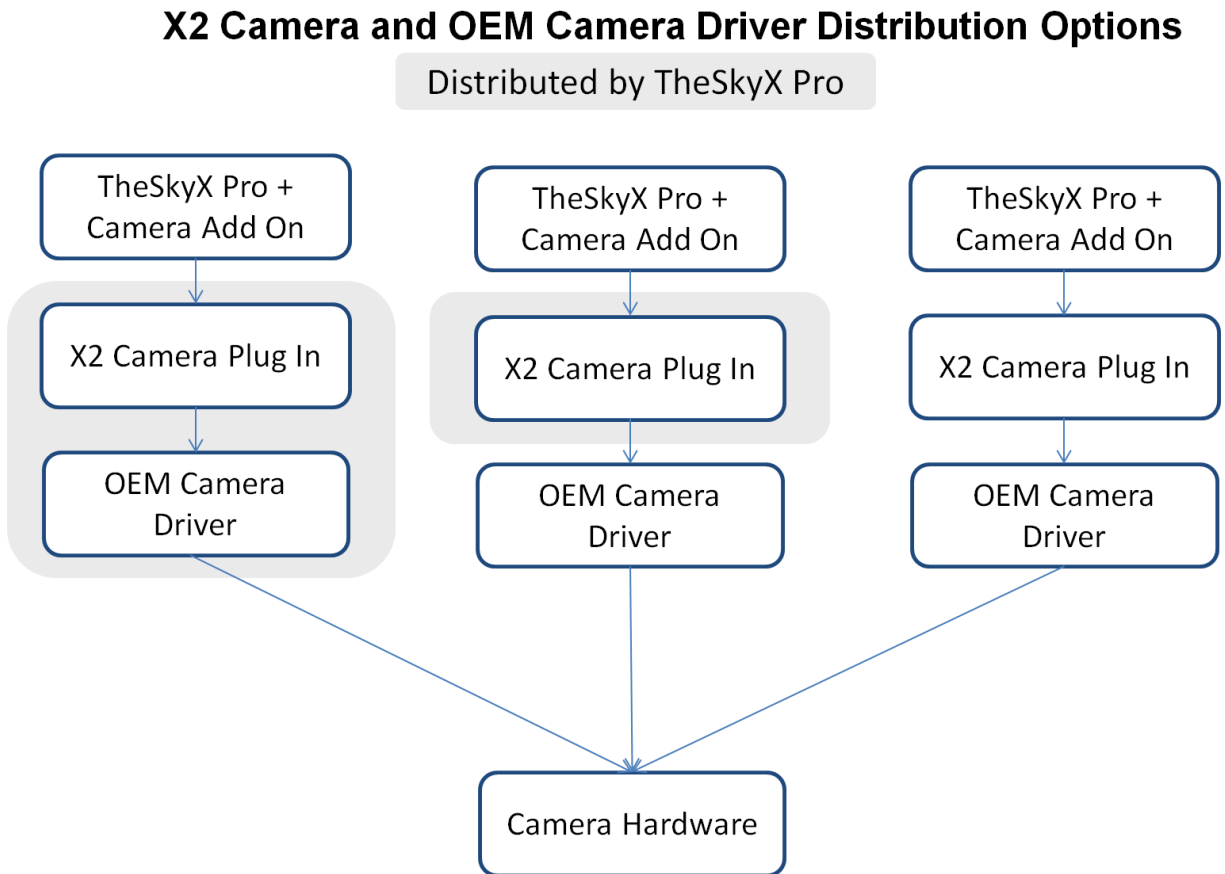 X2 Camera and OEM Camera Driver Distribution Options
Distributed by TheSkyX Pro
TheSkyX Pro +
Camera Add On
X2 Camera Plug In
OEM Camera
Driver
TheSkyX Pro +
Camera Add On
X2 Camera Plug In
OEM Camera
Driver
TheSkyX Pro +
Camera Add On
X2 Camera Plug In
OEM Camera
Driver
Camera Hardware